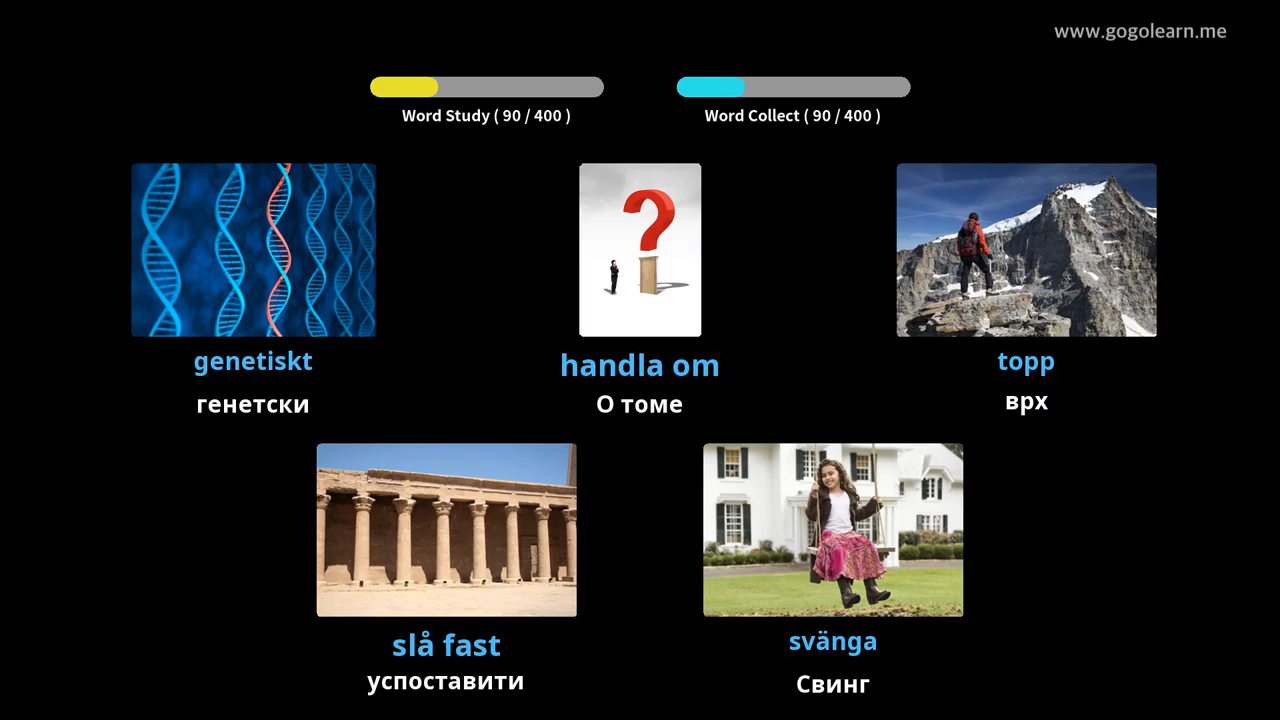 www.gogolearn.me
Word Study ( 90 / 400 )
Word Collect ( 90 / 400 )
genetiskt
handla om
topp
генетски
О томе
врх
slå fast
svänga
успоставити
Свинг